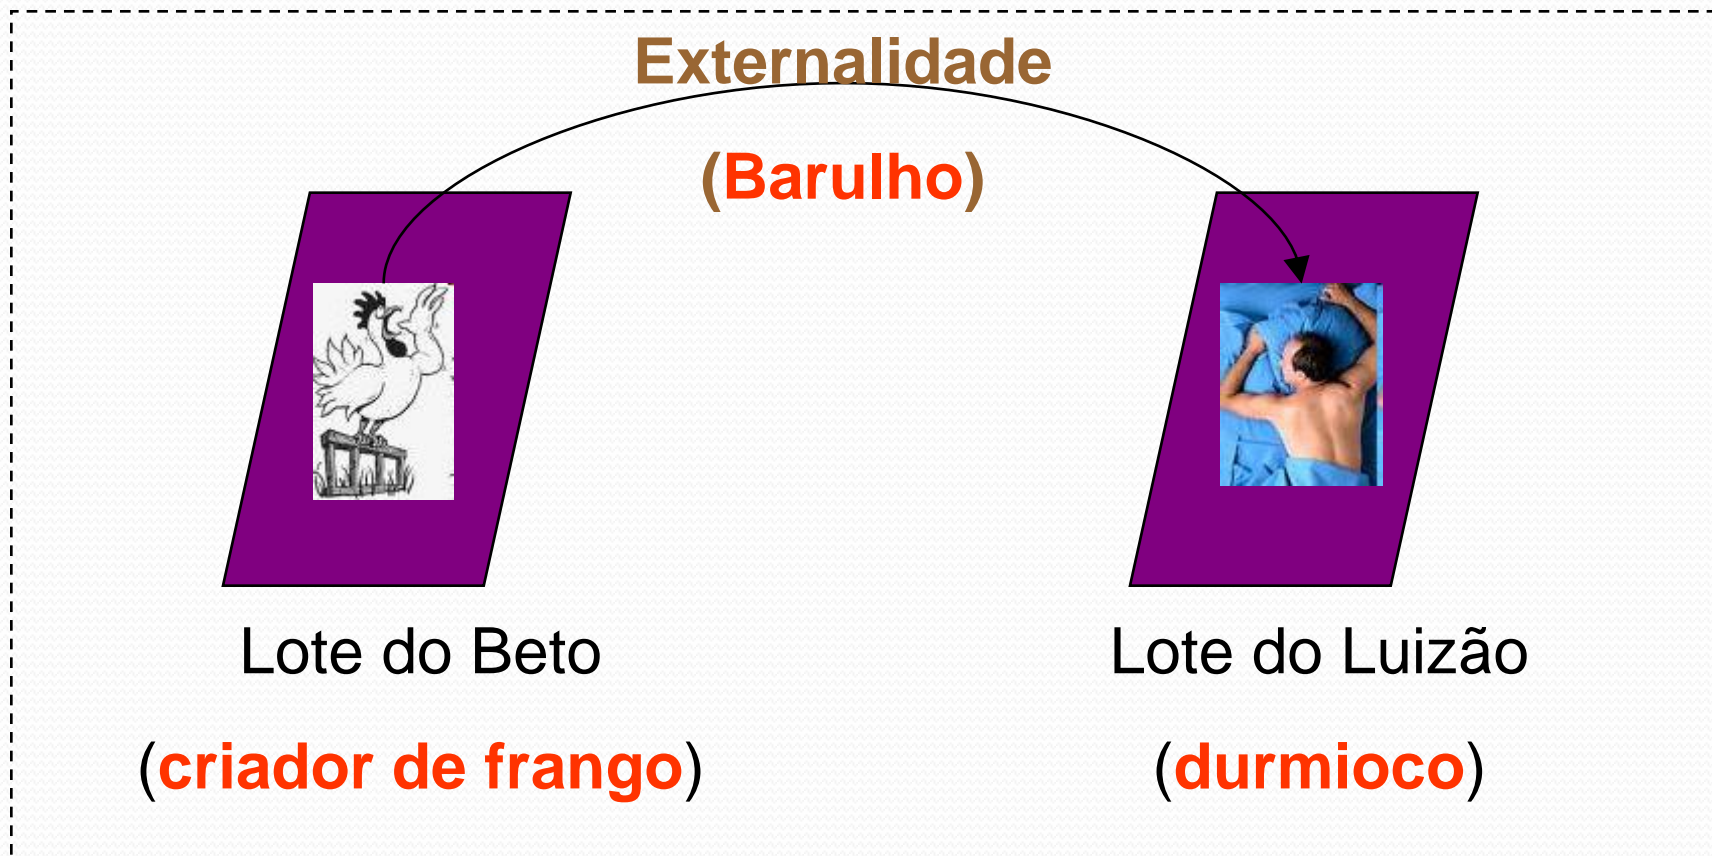 Externalidade
(Barulho)
Lote do Beto
(criador de frango)
Lote do Luizão
(durmioco)